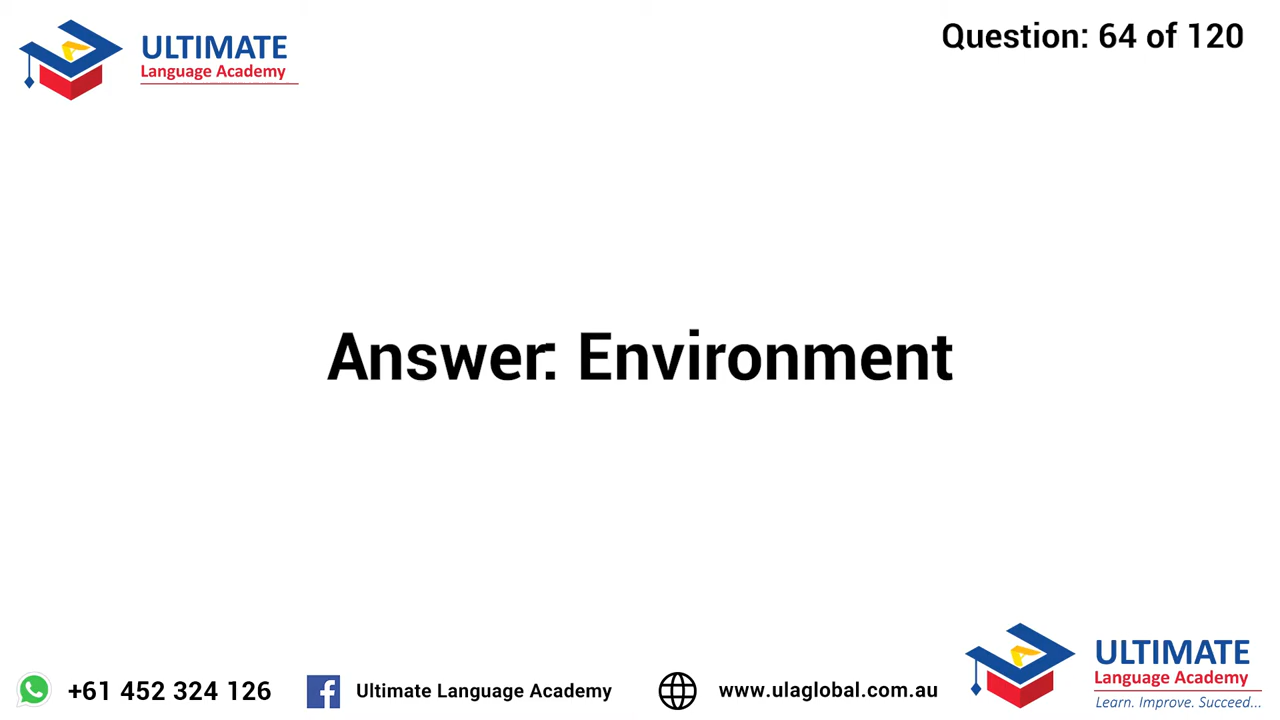 ULTIMATE
Language Academy
Question: 64 of 120
Answer: Environment
+61 452 324 126
Ultimate Language Academy
www.ulaglobal.com.au
ULTIMATE
Language Academy
Learn. Improve. Succeed...